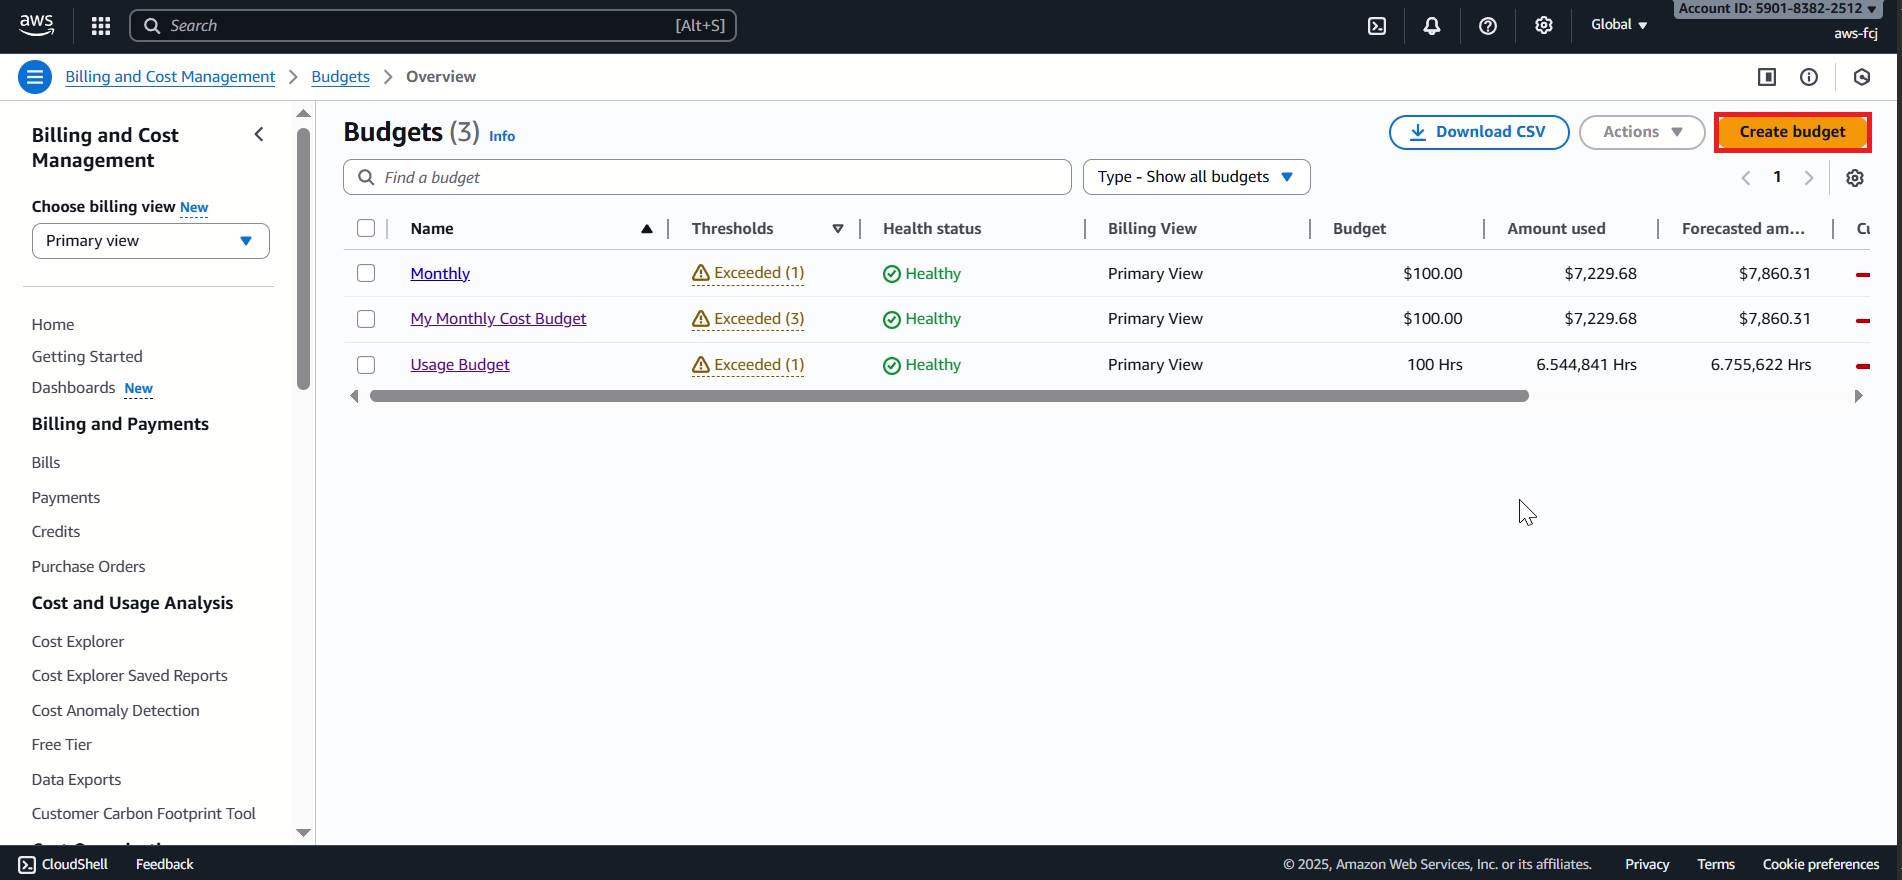 aws
Search [Alt+S]
Global
Account ID: 5901-8382-2512
aws-fcj
Billing and Cost Management
Budgets
Overview
Billing and Cost
Management
Choose billing view New
Primary view
Home
Getting Started
Dashboards New
Billing and Payments
Bills
Payments
Credits
Purchase Orders
Cost and Usage Analysis
Cost Explorer
Cost Explorer Saved Reports
Cost Anomaly Detection
Free Tier
Data Exports
Customer Carbon Footprint Tool
Budgets (3) Info
Download CSV
Actions
Create budget
Find a budget
Type - Show all budgets
1
Name Thresholds Health status Billing View Budget Amount used Forecasted am...
Monthly Exceeded (1) Healthy Primary View $100.00 $7,229.68 $7,860.31
My Monthly Cost Budget Exceeded (3) Healthy Primary View $100.00 $7,229.68 $7,860.31
Usage Budget Exceeded (1) Healthy Primary View 100 Hrs 6.544,841 Hrs 6.755,622 Hrs
CloudShell Feedback © 2025, Amazon Web Services, Inc. or its affiliates. Privacy Terms Cookie preferences